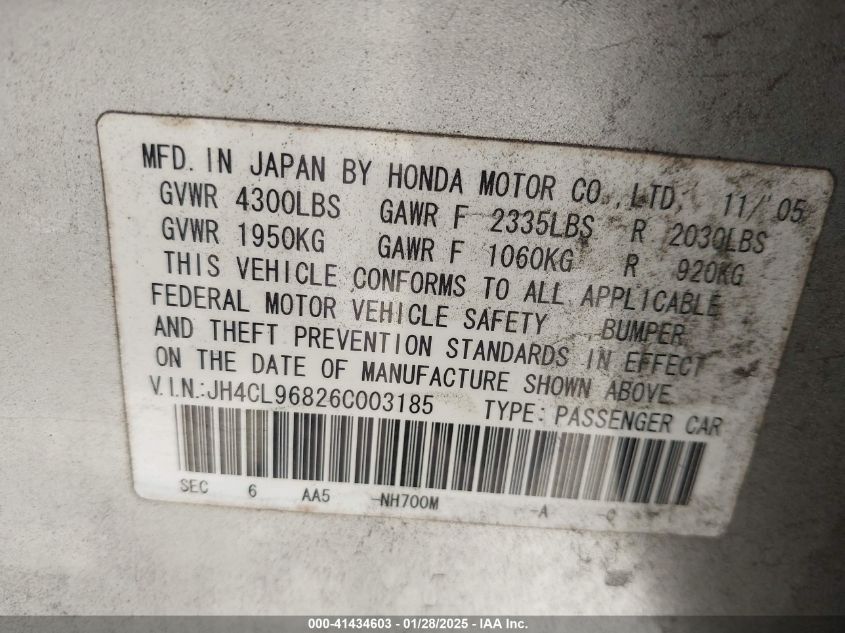 MFD. IN JAPAN BY HONDA MOTOR CO.,LTD. 11/'05
GVWR 4300LBS GAWR F 2335LBS R 2030LBS
GVWR 1950KG GAWR F 1060KG R 920KG
THIS VEHICLE CONFORMS TO ALL APPLICABLE
FEDERAL MOTOR VEHICLE SAFETY BUMPER
AND THEFT PREVENTION STANDARDS IN EFFECT
ON THE DATE OF MANUFACTURE SHOWN ABOVE
V.I.N.:JH4CL96826C003185 TYPE: PASSENGER CAR
SEC 6 AA5 -NH700M -A -C
000-41434603 | 01/28/2025 - IAA Inc.